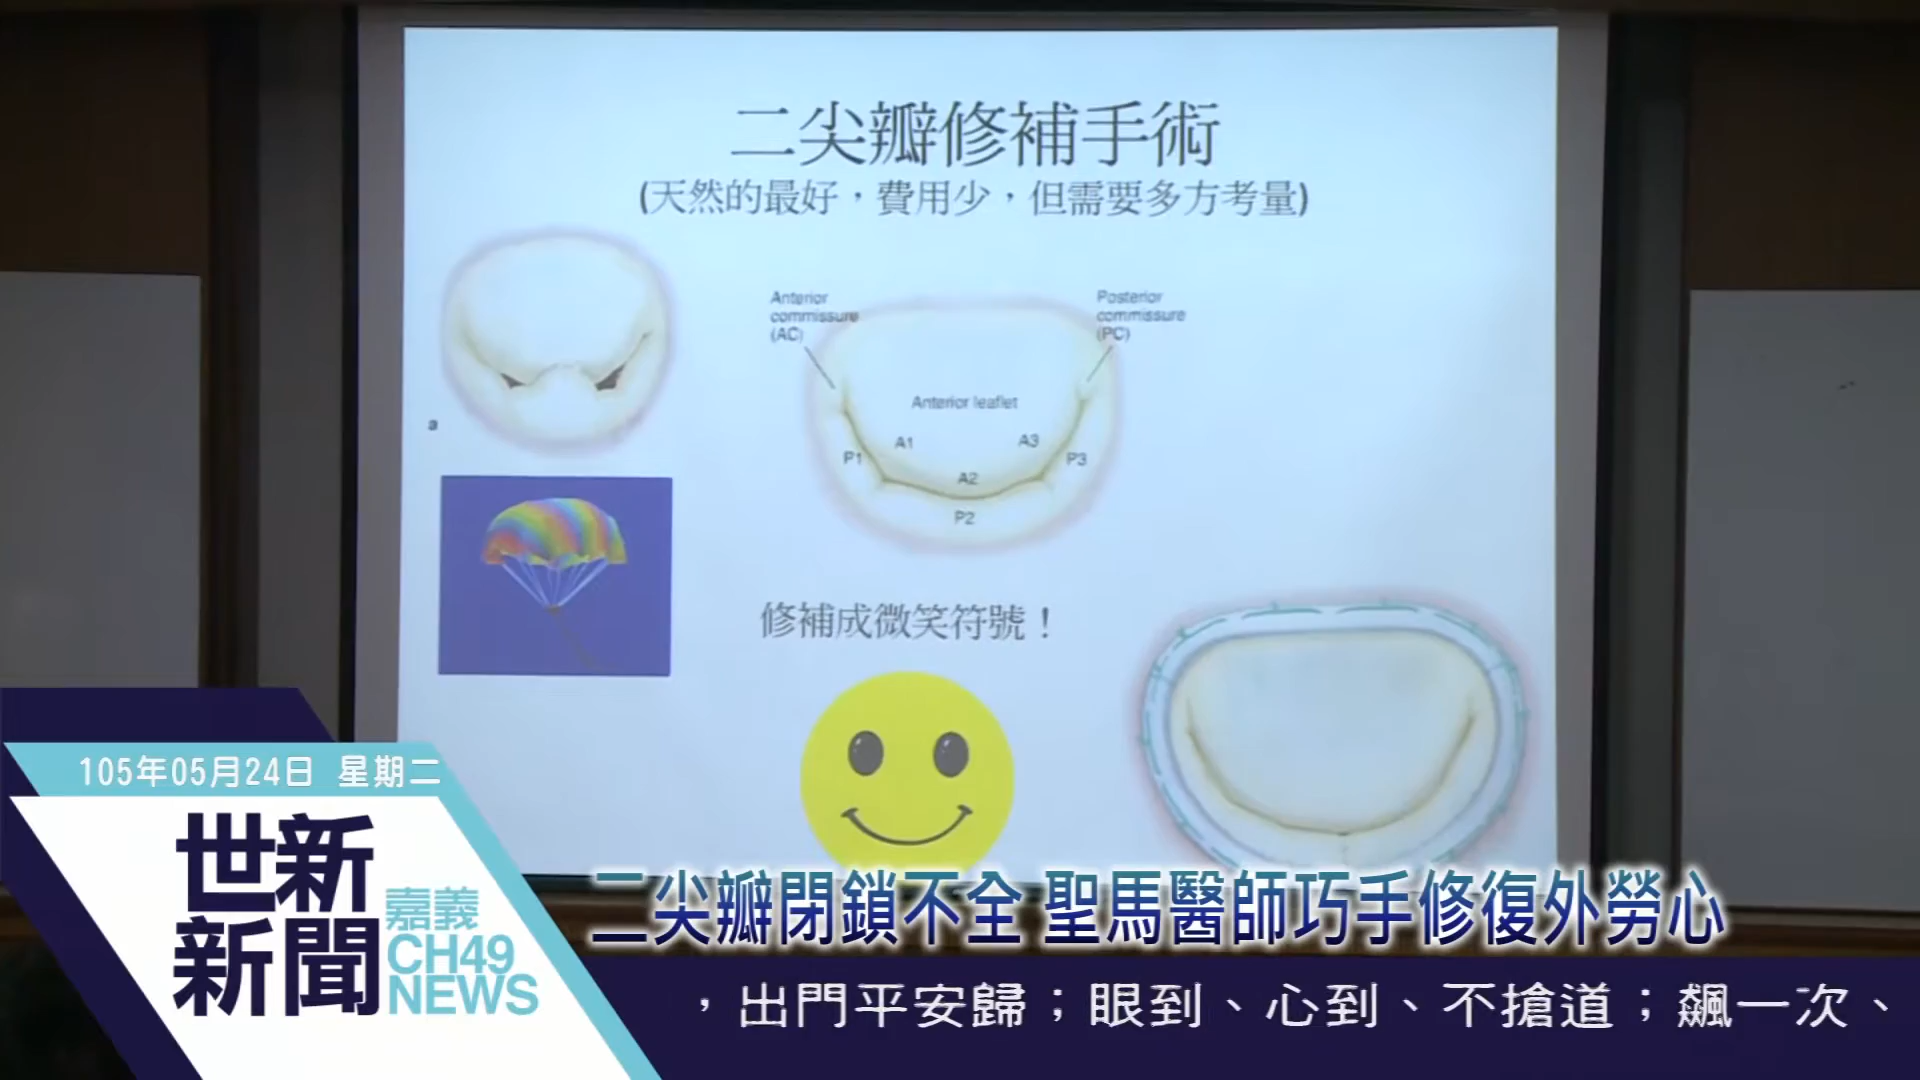 二尖瓣修補手術
(天然的最好，費用少，但需要多方考量)
Anterior
commissure
(AC)
Posterior
commissure
(PC)
Anterior leaflet
A1
A3
P1
P3
A2
P2
a
修補成微笑符號！
105年05月24日 星期二
世新
新聞
嘉義
CH49
NEWS
二尖瓣閉鎖不全 聖馬醫師巧手修復外勞心
，出門平安歸；眼到、心到、不搶道；飆一次、